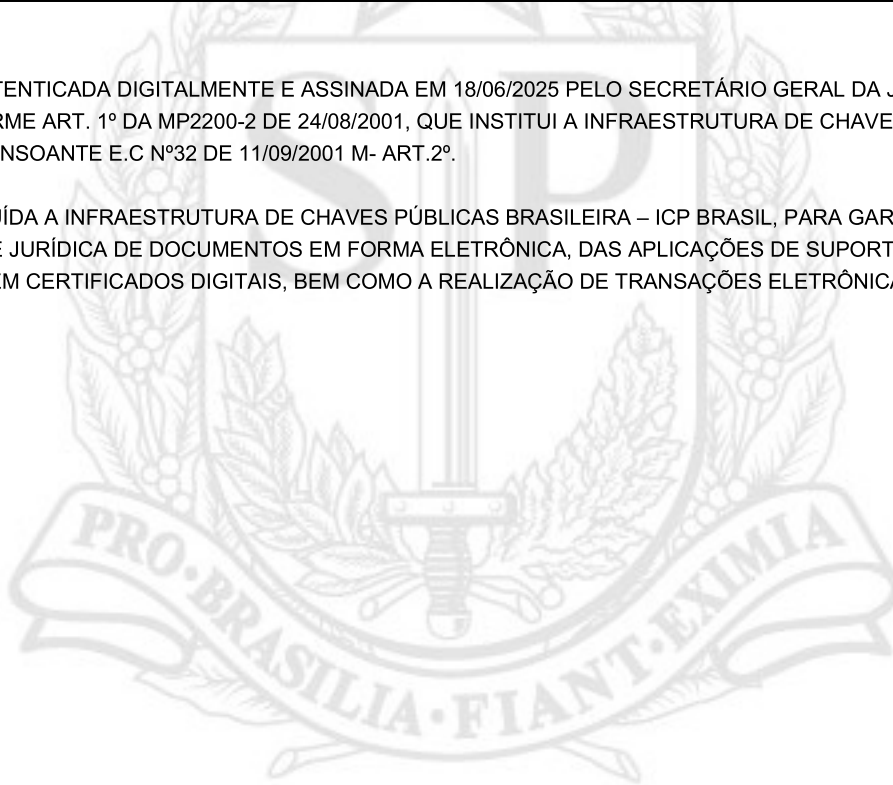 TENTICADA DIGITALMENTE E ASSINADA EM 18/06/2025 PELO SECRETÁRIO GERAL DA J
RME ART. 1º DA MP2200-2 DE 24/08/2001, QUE INSTITUI A INFRAESTRUTURA DE CHAVE
NSOANTE E.C Nº32 DE 11/09/2001 M- ART.2º.
UÍDA A INFRAESTRUTURA DE CHAVES PÚBLICAS BRASILEIRA – ICP BRASIL, PARA GAR
E JURÍDICA DE DOCUMENTOS EM FORMA ELETRÔNICA, DAS APLICAÇÕES DE SUPORT
EM CERTIFICADOS DIGITAIS, BEM COMO A REALIZAÇÃO DE TRANSAÇÕES ELETRÔNICA
SP
PRO·BRASILIA·FIANT·EXIMIA